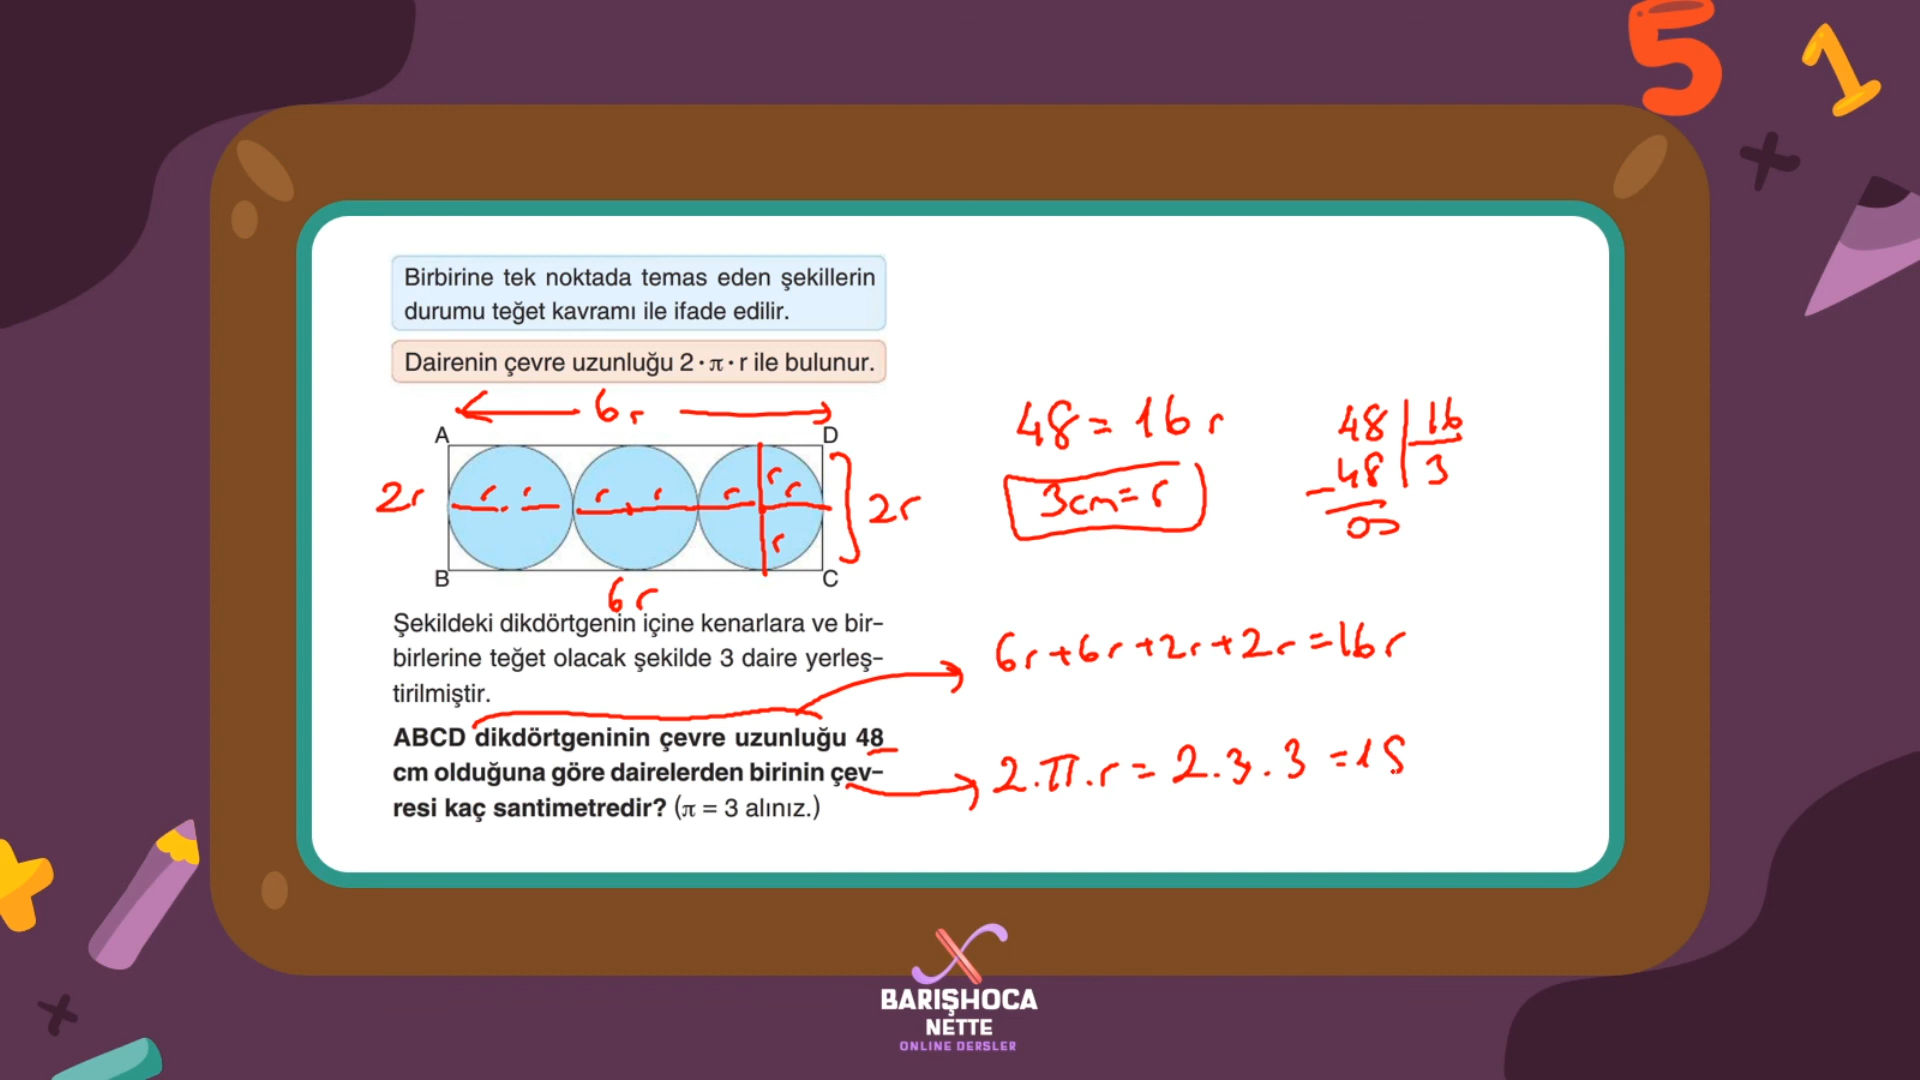 5 1
Birbirine tek noktada temas eden şekillerin
durumu teğet kavramı ile ifade edilir.
Dairenin çevre uzunluğu 2 · π · r ile bulunur.
6r
A D
2r r r r r r r r r 2r
B C
6r
Şekildeki dikdörtgenin içine kenarlara ve bir-
birlerine teğet olacak şekilde 3 daire yerleş-
tirilmiştir.
ABCD dikdörtgeninin çevre uzunluğu 48
cm olduğuna göre dairelerden birinin çev-
resi kaç santimetredir? (π = 3 alınız.)
48 = 16 r
3cm = r
48 | 16
-48 | 3
00
6r+6r+2r+2r=16r
2.π.r = 2.3.3 =
BARIŞHOCA
NETTE
ONLINE DERSLER